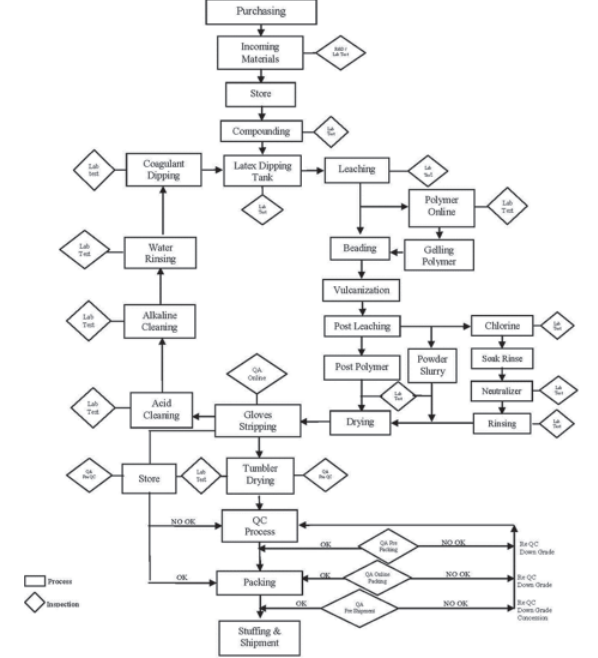 Purchasing
Incoming
Materials
Lab Test
Store
Compounding
Lab
Test
Lab
test
Coagulant
Dipping
Latex Dipping
Tank
Leaching
Lab
Test
Lab
Test
Polymer
Online
Lab
Test
Lab
Test
Water
Rinsing
Beading
Gelling
Polymer
Vulcanization
Lab
Test
Alkaline
Cleaning
Post Leaching
Chlorine
Lab
Test
QA
Online
Post Polymer
Powder
Slurry
Soak Rinse
Lab
Test
Acid
Cleaning
Gloves
Stripping
Drying
Lab
Test
Neutralizer
Lab
Test
Rinsing
Lab
Test
QA
Pre QC
Store
Lab
Test
Tumbler
Drying
QA
Pre QC
NO OK
QC
Process
OK
QA Pre
Packing
NO OK
Re QC
Down Grade
OK
Packing
OK
QA Online
Packing
NO OK
Re QC
Down Grade
OK
QA
Pre Shipment
NO OK
Re QC
Down Grade
Concession
Process
Inspection
Stuffing &
Shipment